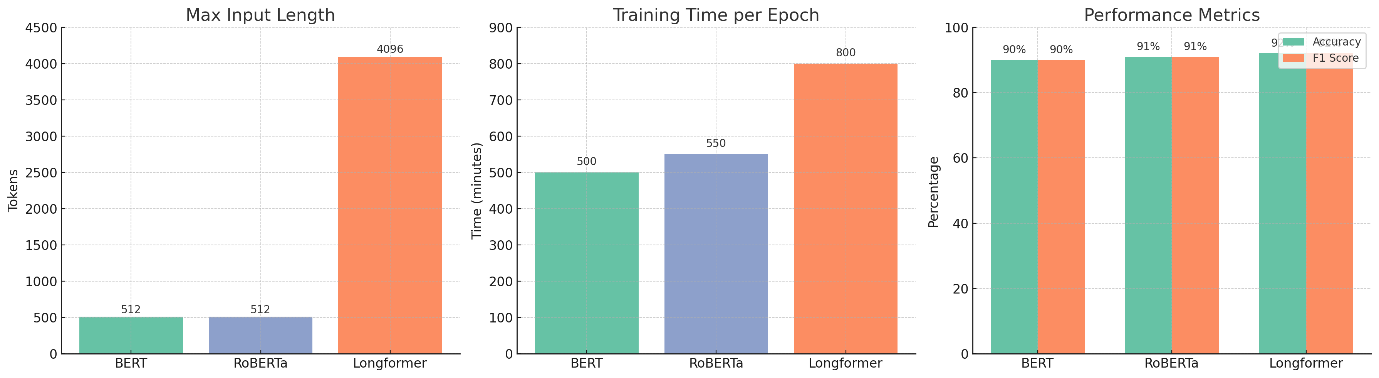 Max Input Length
4500
4000
3500
3000
2500
2000
1500
1000
500
0
Tokens
512
512
4096
BERT
RoBERTa
Longformer
Training Time per Epoch
900
800
700
600
500
400
300
200
100
0
Time (minutes)
500
550
800
BERT
RoBERTa
Longformer
Performance Metrics
100
80
60
40
20
0
Percentage
90%
90%
91%
91%
Accuracy
F1 Score
BERT
RoBERTa
Longformer